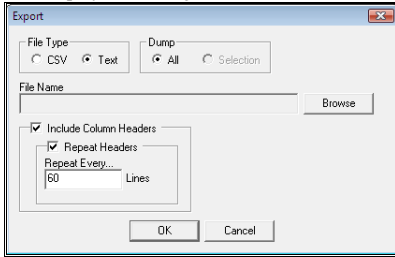 Export
File Type
CSV Text
Dump
All Selection
File Name
Browse
Include Column Headers
Repeat Headers
Repeat Every...
60 Lines
OK Cancel